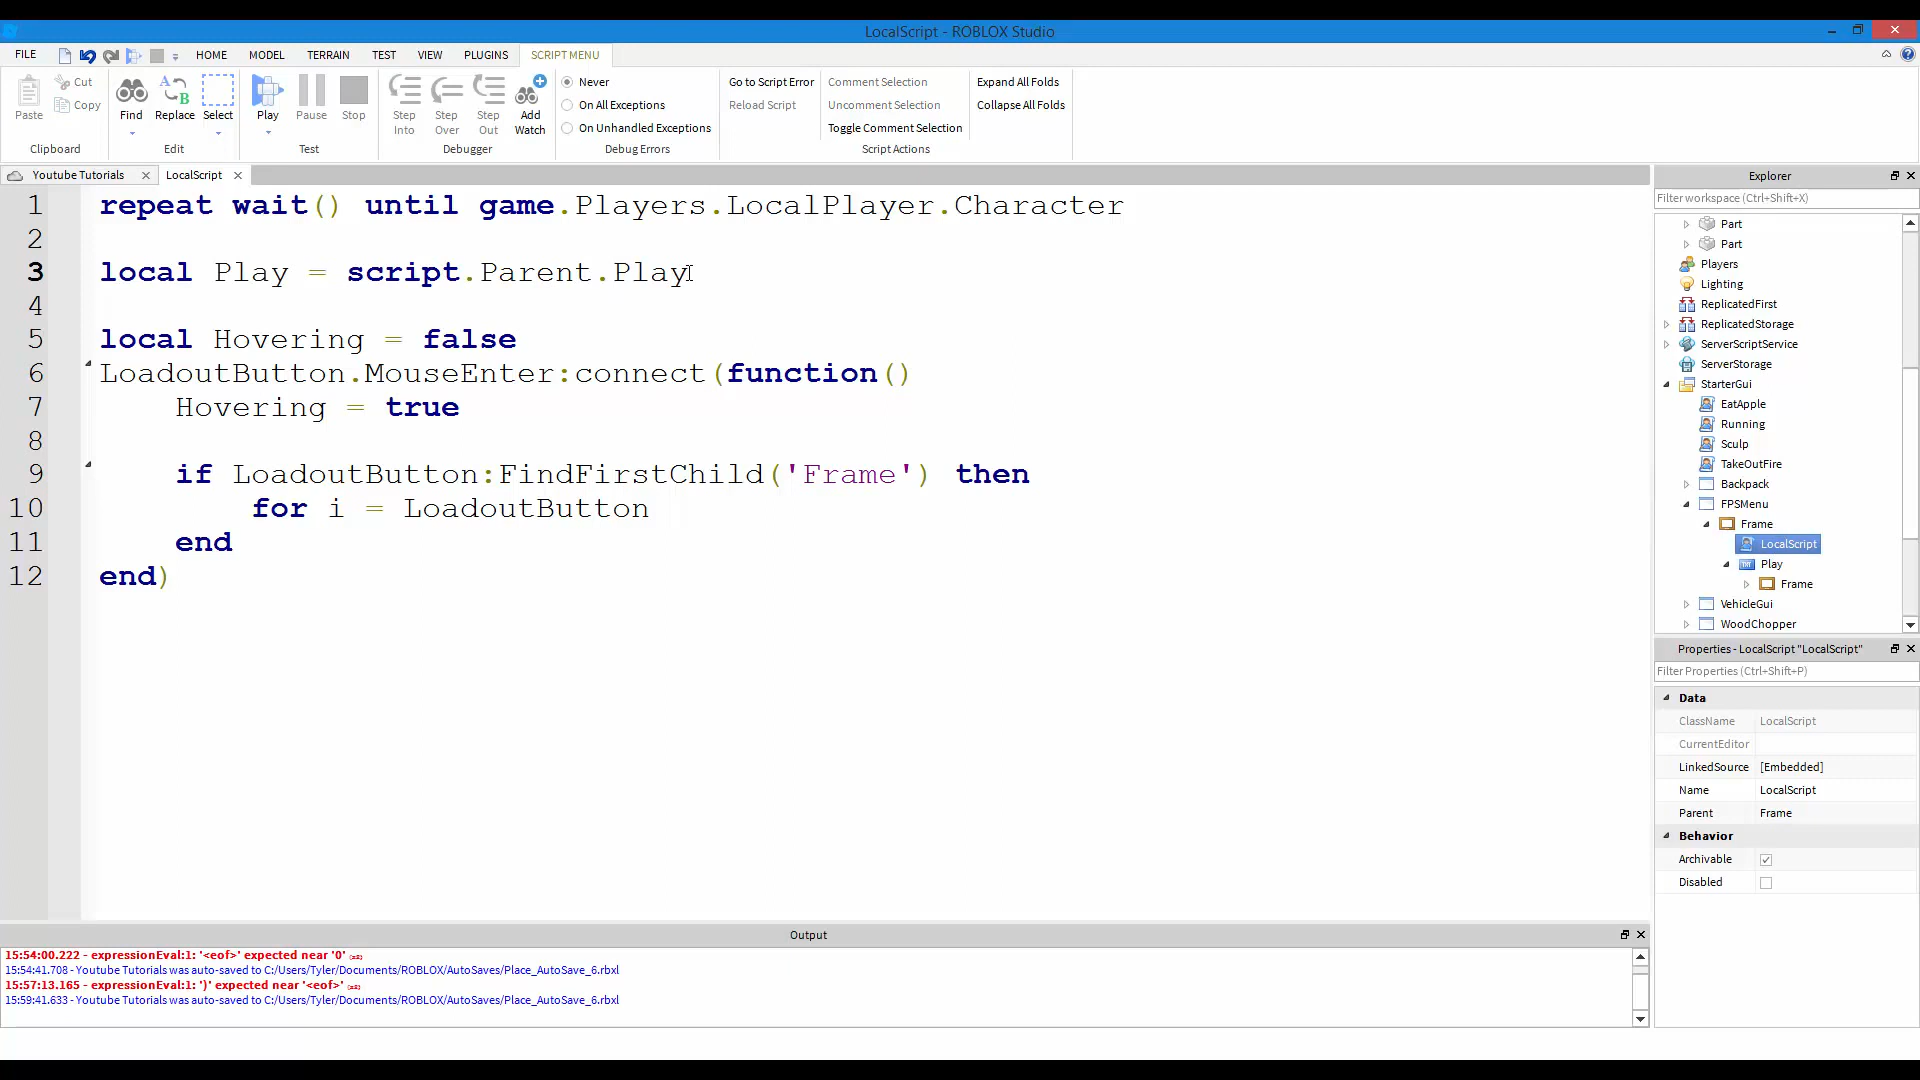 LocalScript - ROBLOX Studio
FILE HOME MODEL TERRAIN TEST VIEW PLUGINS SCRIPT MENU
Paste Cut Copy Clipboard
Find Replace Select Edit
Play Pause Stop Test
Step Into Step Over Step Out Add Watch Debugger
Never
On All Exceptions
On Unhandled Exceptions
Debug Errors
Go to Script Error
Reload Script
Comment Selection
Uncomment Selection
Toggle Comment Selection
Script Actions
Expand All Folds
Collapse All Folds
Youtube Tutorials LocalScript
1 repeat wait() until game.Players.LocalPlayer.Character
2
3 local Play = script.Parent.Play
4
5 local Hovering = false
6 LoadoutButton.MouseEnter:connect(function()
7 Hovering = true
8
9 if LoadoutButton:FindFirstChild('Frame') then
10 for i = LoadoutButton
11 end
12 end)
Explorer
Filter workspace (Ctrl+Shift+X)
Part
Part
Players
Lighting
ReplicatedFirst
ReplicatedStorage
ServerScriptService
ServerStorage
StarterGui
EatApple
Running
Sculp
TakeOutFire
Backpack
FPSMenu
Frame
LocalScript
Play
Frame
VehicleGui
WoodChopper
Properties - LocalScript "LocalScript"
Filter Properties (Ctrl+Shift+P)
Data
ClassName LocalScript
CurrentEditor
LinkedSource [Embedded]
Name LocalScript
Parent Frame
Behavior
Archivable
Disabled
Output
15:54:00.222 - expressionEval:1: '<eof>' expected near '0'
15:54:41.708 - Youtube Tutorials was auto-saved to C:/Users/Tyler/Documents/ROBLOX/AutoSaves/Place_AutoSave_6.rbxl
15:57:13.165 - expressionEval:1: ')' expected near '<eof>'
15:59:41.633 - Youtube Tutorials was auto-saved to C:/Users/Tyler/Documents/ROBLOX/AutoSaves/Place_AutoSave_6.rbxl